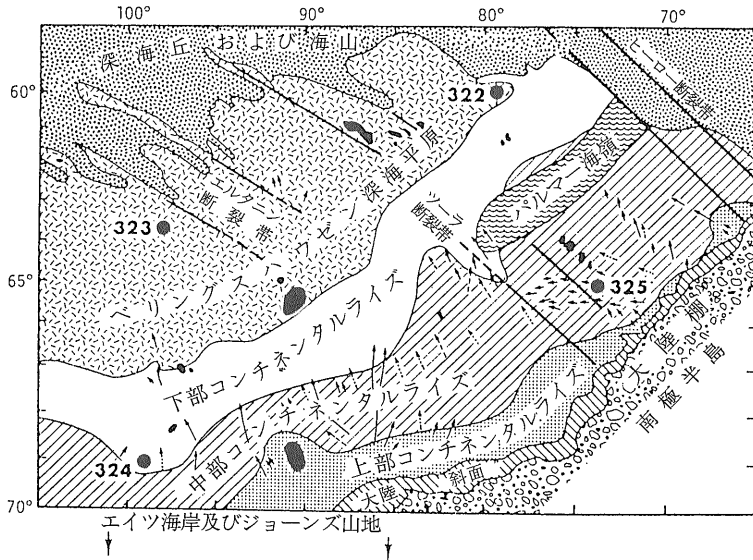 100°
90°
80°
70°
深海丘および海山
ヒーロー断裂帯
60°
322
ベリングスハウゼン深海平原
パルマー海嶺
エルターニン
断裂帯
ツーラ
断裂帯
323
65°
325
下部コンチネンタルライズ
中部コンチネンタルライズ
上部コンチネンタルライズ
大陸棚
南極半島
324
大陸斜面
70°
エイツ海岸及びジョーンズ山地